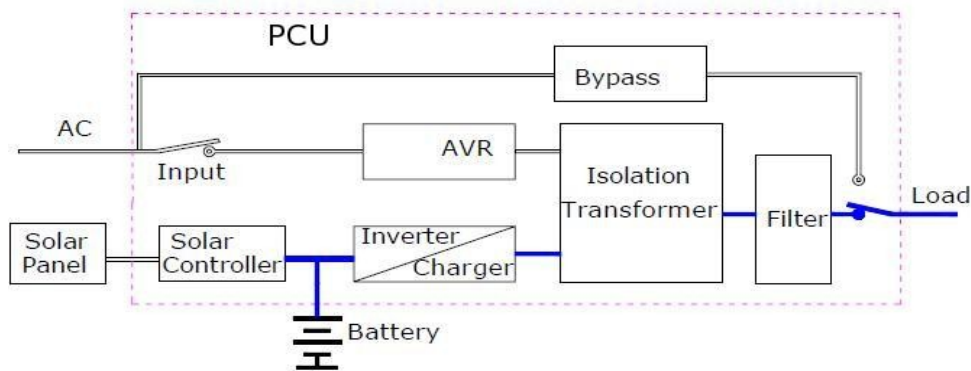 PCU
Bypass
AC
Input
AVR
Isolation
Transformer
Filter
Load
Solar
Panel
Solar
Controller
Inverter
Charger
Battery